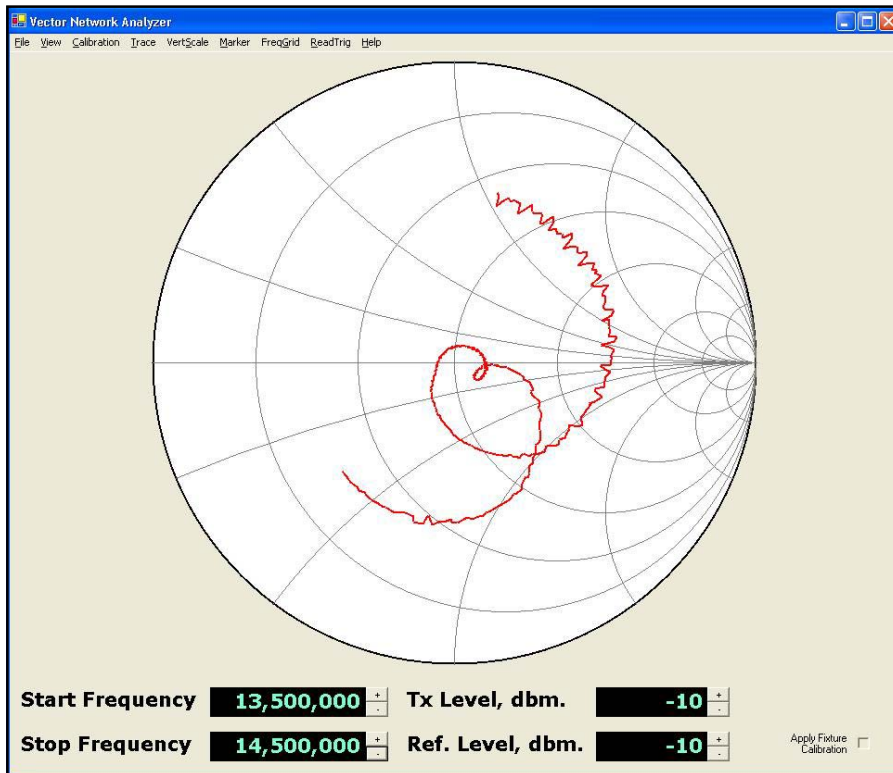 Vector Network Analyzer
File View Calibration Trace VertScale Marker FreqGrid ReadTrig Help
Start Frequency 13,500,000 + - Tx Level, dbm. -10 + -
Stop Frequency 14,500,000 + - Ref. Level, dbm. -10 + -
Apply Fixture
Calibration